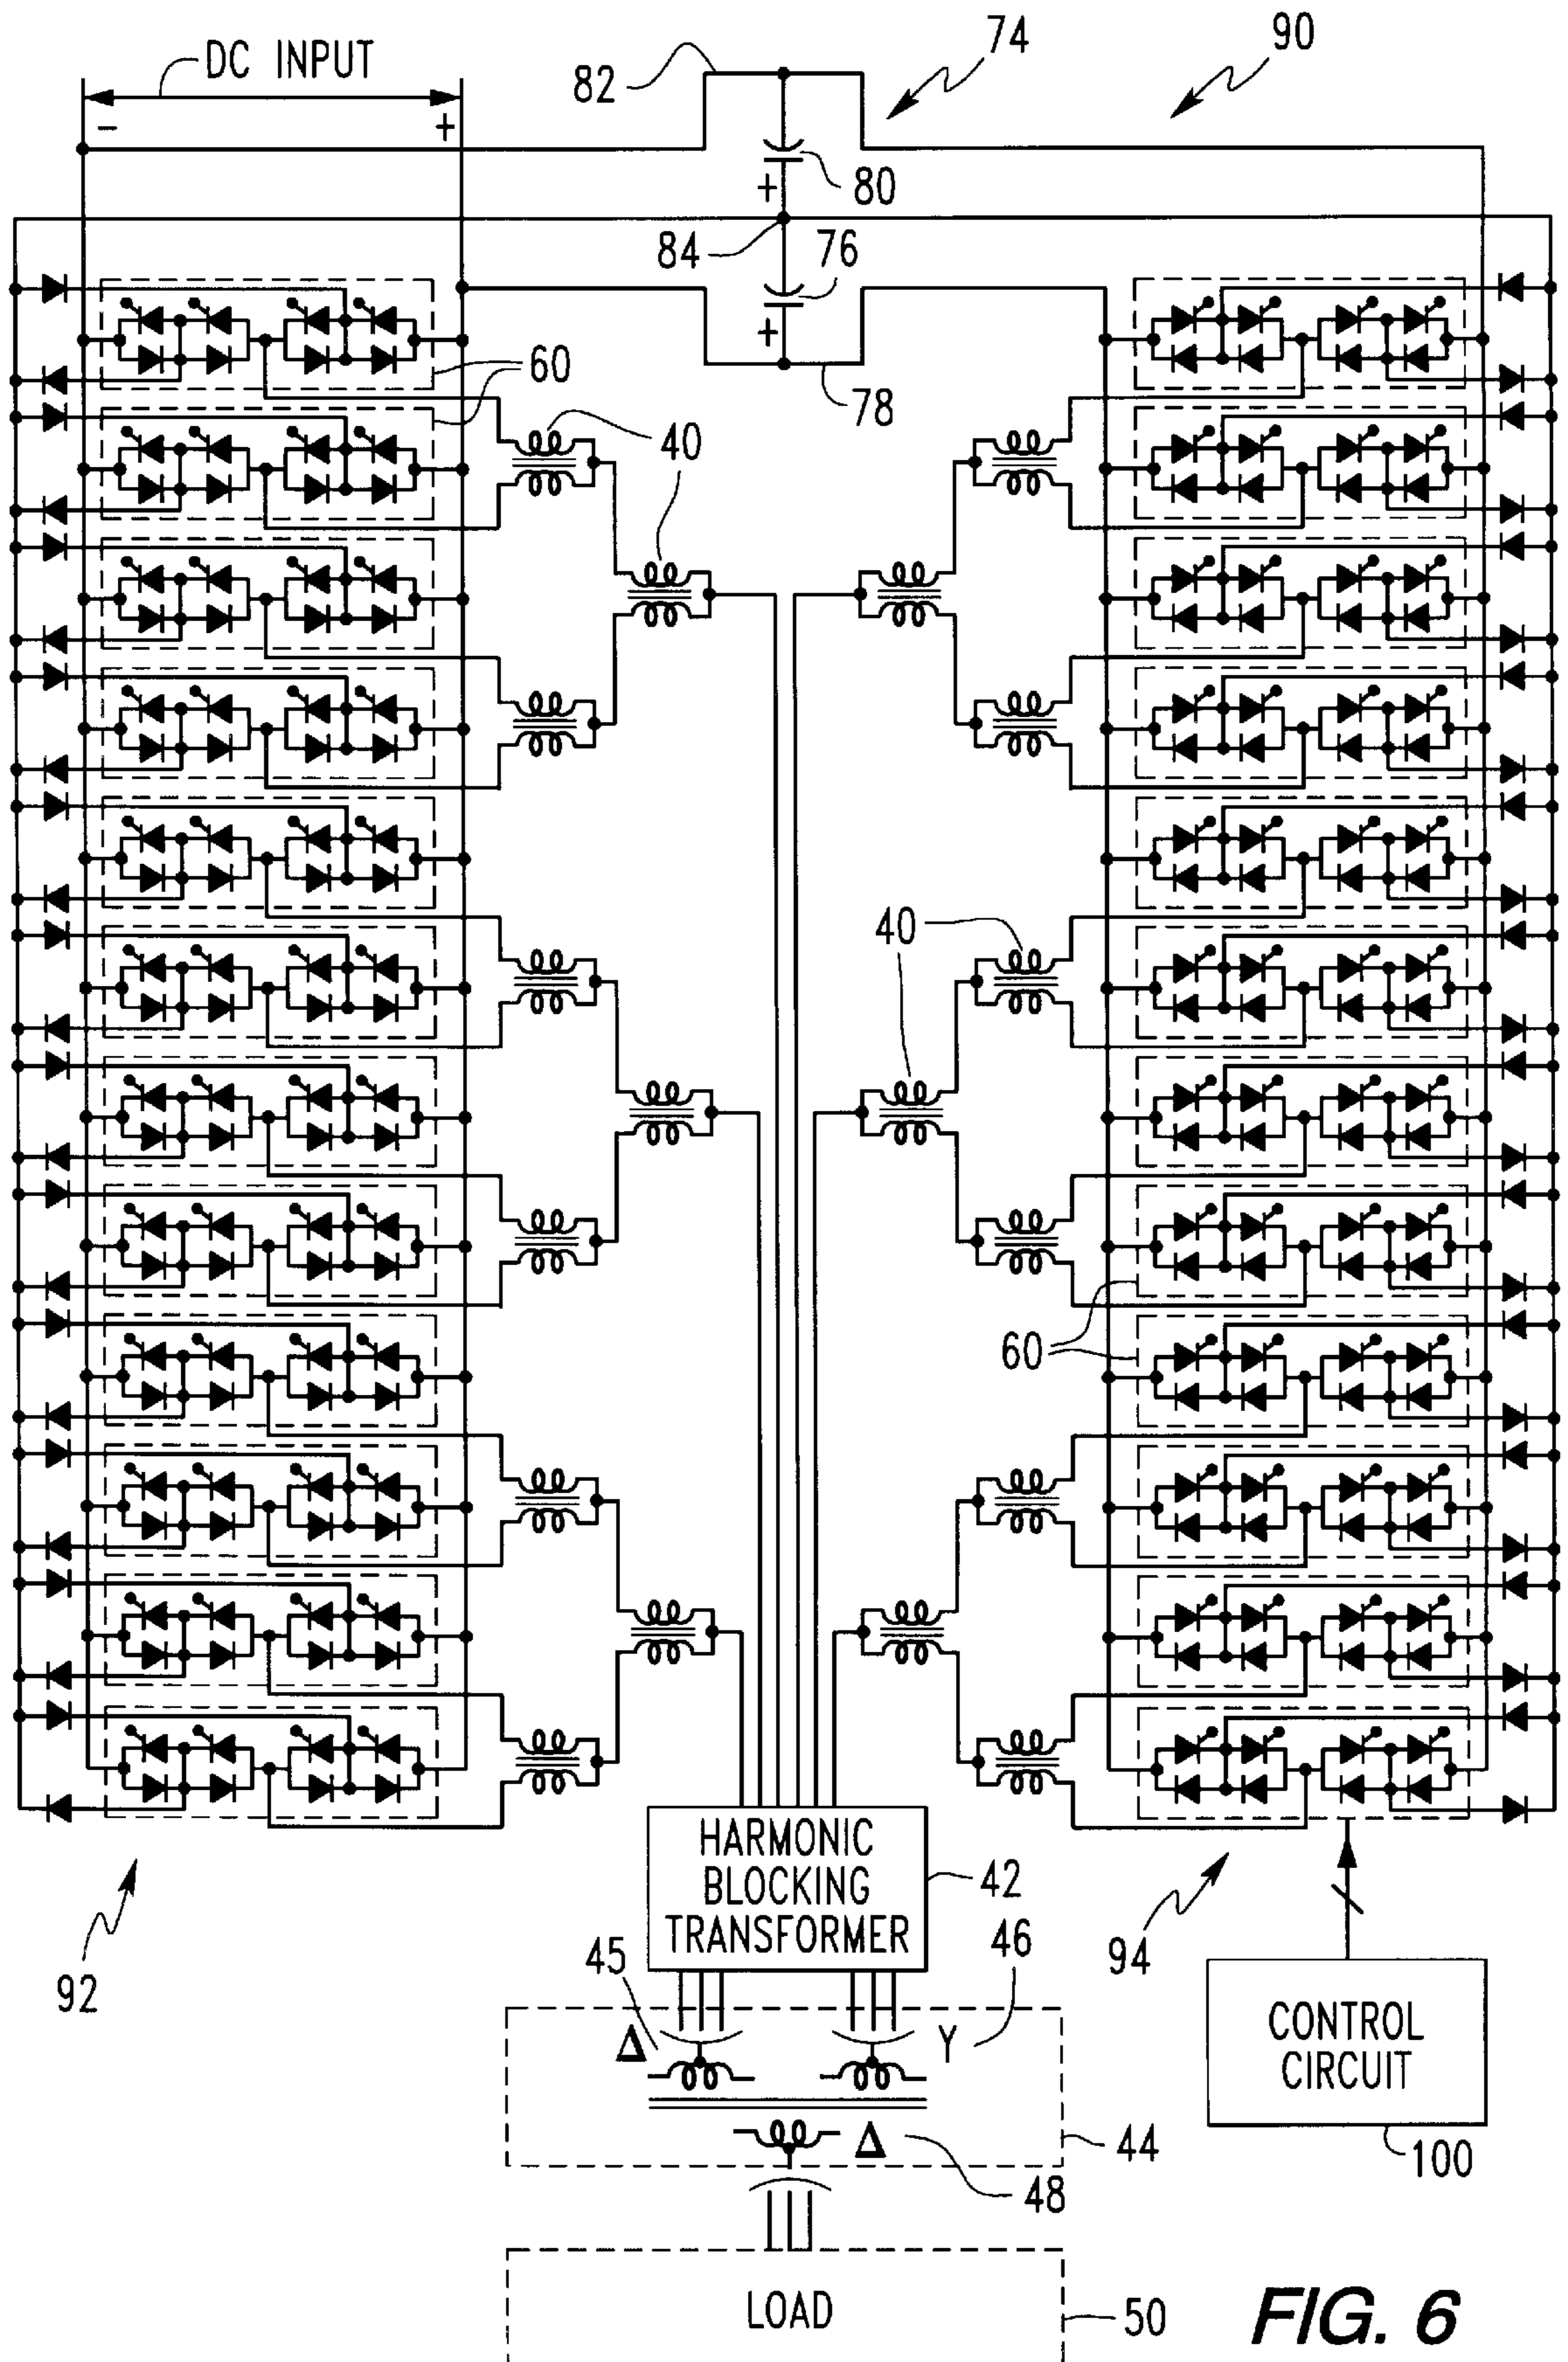 DC INPUT
-
+
82
74
90
+
80
84
76
+
78
60
40
40
40
60
HARMONIC
BLOCKING
TRANSFORMER
42
92
45
46
94
Δ
Y
CONTROL
CIRCUIT
Δ
44
100
48
LOAD
50
FIG. 6